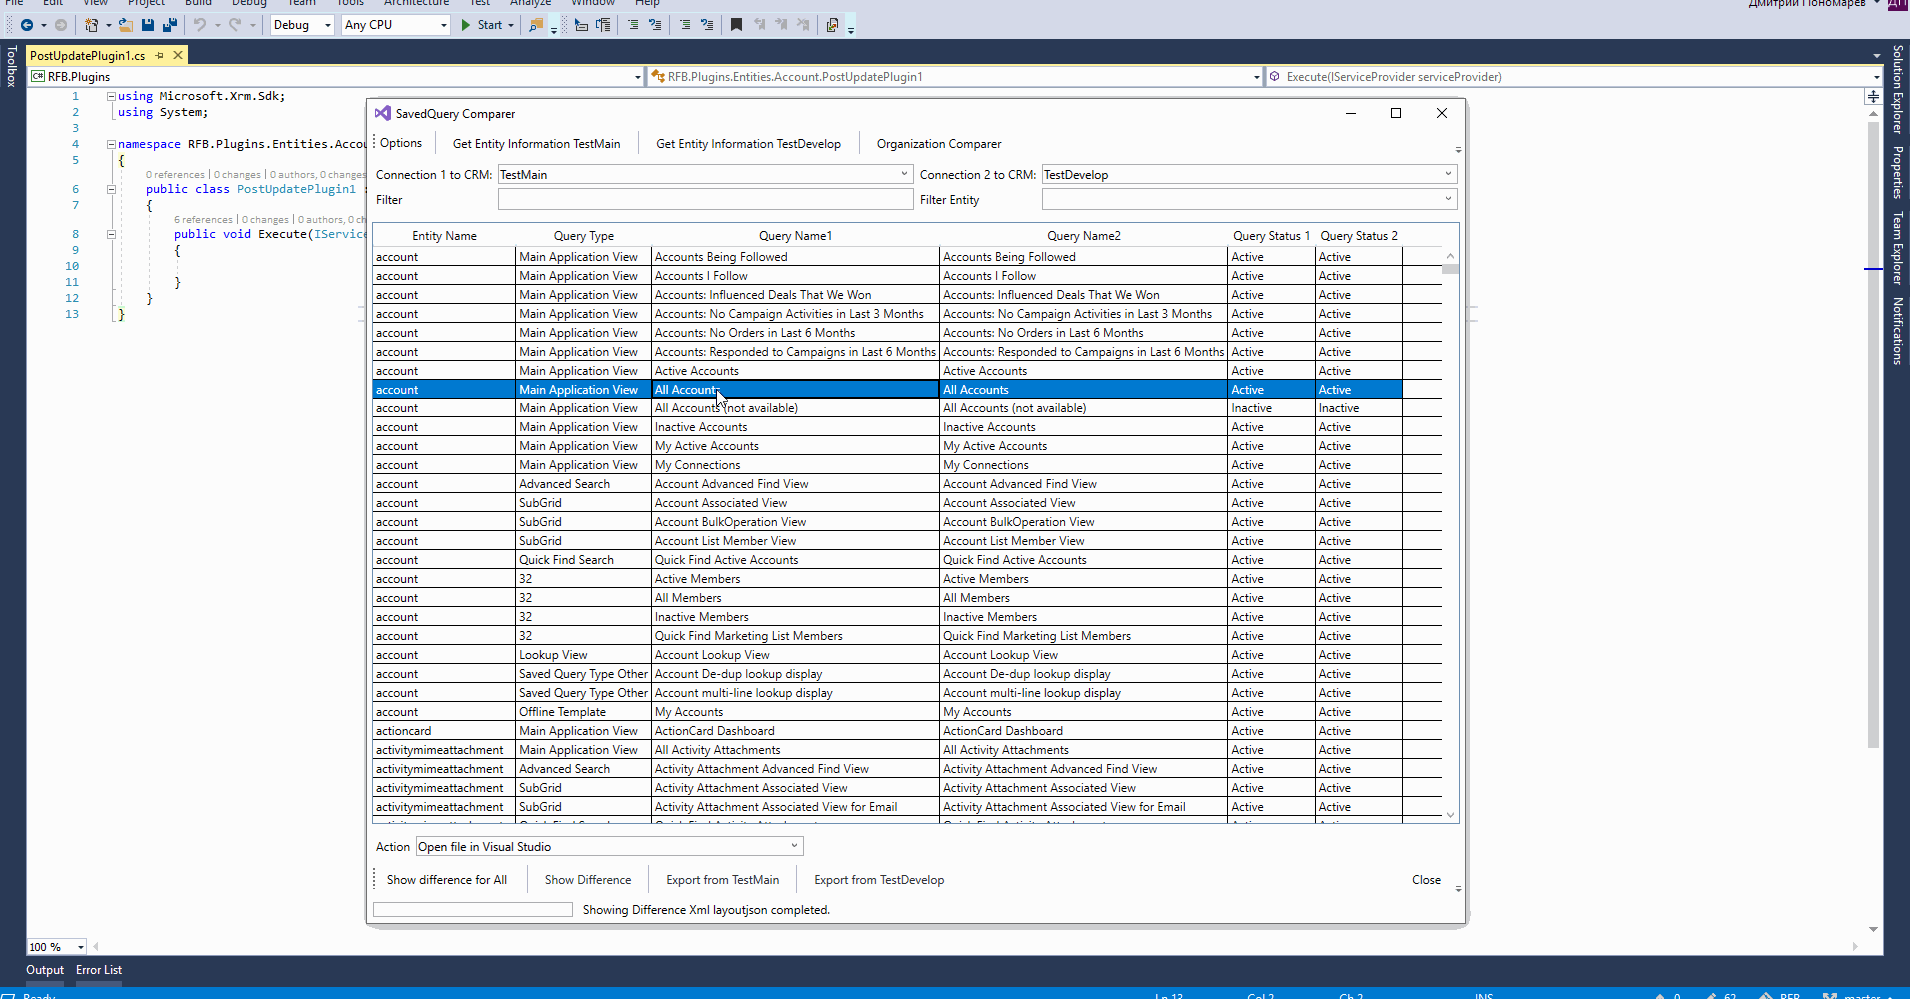 File Edit View Project Build Debug Team Tools Architecture Test Analyze Window Help
Дмитрий Пономарев ДП
Debug Any CPU Start
Toolbox
PostUpdatePlugin1.cs
C# RFB.Plugins
RFB.Plugins.Entities.Account.PostUpdatePlugin1
Execute(IServiceProvider serviceProvider)
1 using Microsoft.Xrm.Sdk;
2 using System;
3
4 namespace RFB.Plugins.Entities.Accou
5 {
0 references | 0 changes | 0 authors, 0 changes
6 public class PostUpdatePlugin1 :
7 {
6 references | 0 changes | 0 authors, 0 ch
8 public void Execute(IService
9 {
10
11 }
12 }
13 }
SavedQuery Comparer
Options Get Entity Information TestMain Get Entity Information TestDevelop Organization Comparer
Connection 1 to CRM: TestMain Connection 2 to CRM: TestDevelop
Filter Filter Entity
Entity Name Query Type Query Name1 Query Name2 Query Status 1 Query Status 2
account Main Application View Accounts Being Followed Accounts Being Followed Active Active
account Main Application View Accounts I Follow Accounts I Follow Active Active
account Main Application View Accounts: Influenced Deals That We Won Accounts: Influenced Deals That We Won Active Active
account Main Application View Accounts: No Campaign Activities in Last 3 Months Accounts: No Campaign Activities in Last 3 Months Active Active
account Main Application View Accounts: No Orders in Last 6 Months Accounts: No Orders in Last 6 Months Active Active
account Main Application View Accounts: Responded to Campaigns in Last 6 Months Accounts: Responded to Campaigns in Last 6 Months Active Active
account Main Application View Active Accounts Active Accounts Active Active
account Main Application View All Accounts All Accounts Active Active
account Main Application View All Accounts (not available) All Accounts (not available) Inactive Inactive
account Main Application View Inactive Accounts Inactive Accounts Active Active
account Main Application View My Active Accounts My Active Accounts Active Active
account Main Application View My Connections My Connections Active Active
account Advanced Search Account Advanced Find View Account Advanced Find View Active Active
account SubGrid Account Associated View Account Associated View Active Active
account SubGrid Account BulkOperation View Account BulkOperation View Active Active
account SubGrid Account List Member View Account List Member View Active Active
account Quick Find Search Quick Find Active Accounts Quick Find Active Accounts Active Active
account 32 Active Members Active Members Active Active
account 32 All Members All Members Active Active
account 32 Inactive Members Inactive Members Active Active
account 32 Quick Find Marketing List Members Quick Find Marketing List Members Active Active
account Lookup View Account Lookup View Account Lookup View Active Active
account Saved Query Type Other Account De-dup lookup display Account De-dup lookup display Active Active
account Saved Query Type Other Account multi-line lookup display Account multi-line lookup display Active Active
account Offline Template My Accounts My Accounts Active Active
actioncard Main Application View ActionCard Dashboard ActionCard Dashboard Active Active
activitymimeattachment Main Application View All Activity Attachments All Activity Attachments Active Active
activitymimeattachment Advanced Search Activity Attachment Advanced Find View Activity Attachment Advanced Find View Active Active
activitymimeattachment SubGrid Activity Attachment Associated View Activity Attachment Associated View Active Active
activitymimeattachment SubGrid Activity Attachment Associated View for Email Activity Attachment Associated View for Email Active Active
Action Open file in Visual Studio
Show difference for All Show Difference Export from TestMain Export from TestDevelop Close
Showing Difference Xml layoutjson completed.
Solution Explorer
Properties
Team Explorer
Notifications
100 %
Output Error List
Ready Ln 13 Col 2 Ch 2 INS 0 62 RFB master